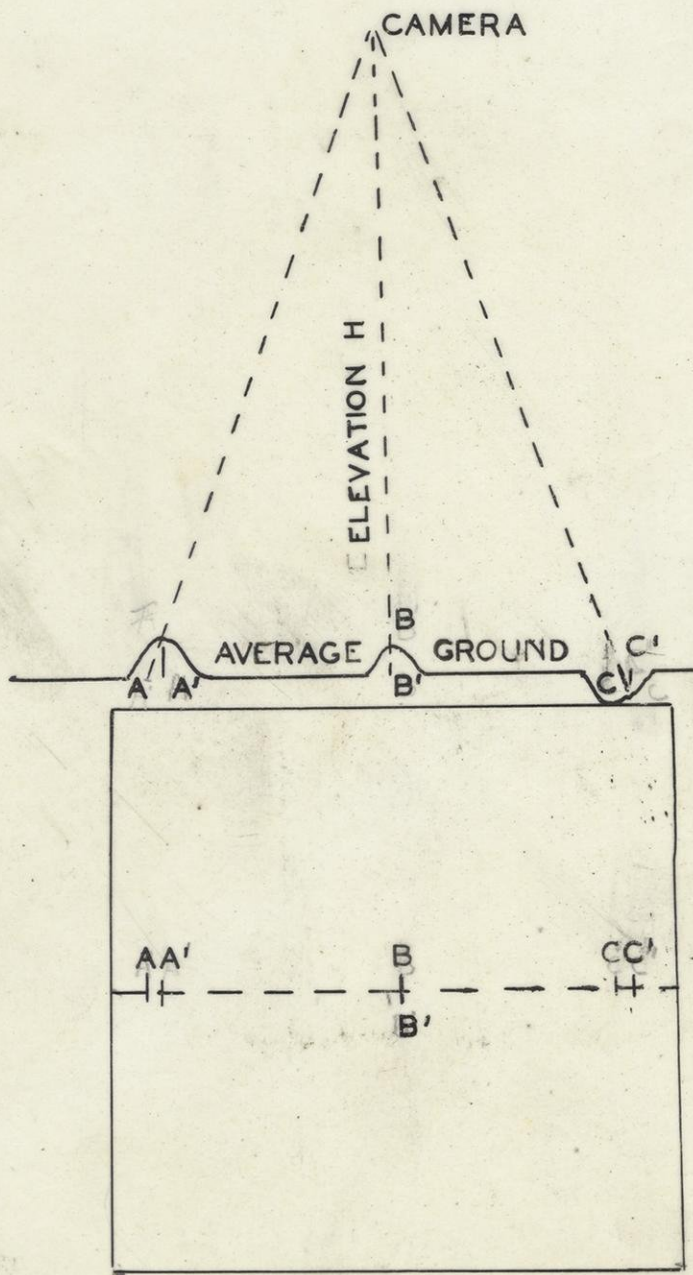 CAMERA
ELEVATION H
B
AVERAGE GROUND C'
A A' B' C
AA' B CC'
B'